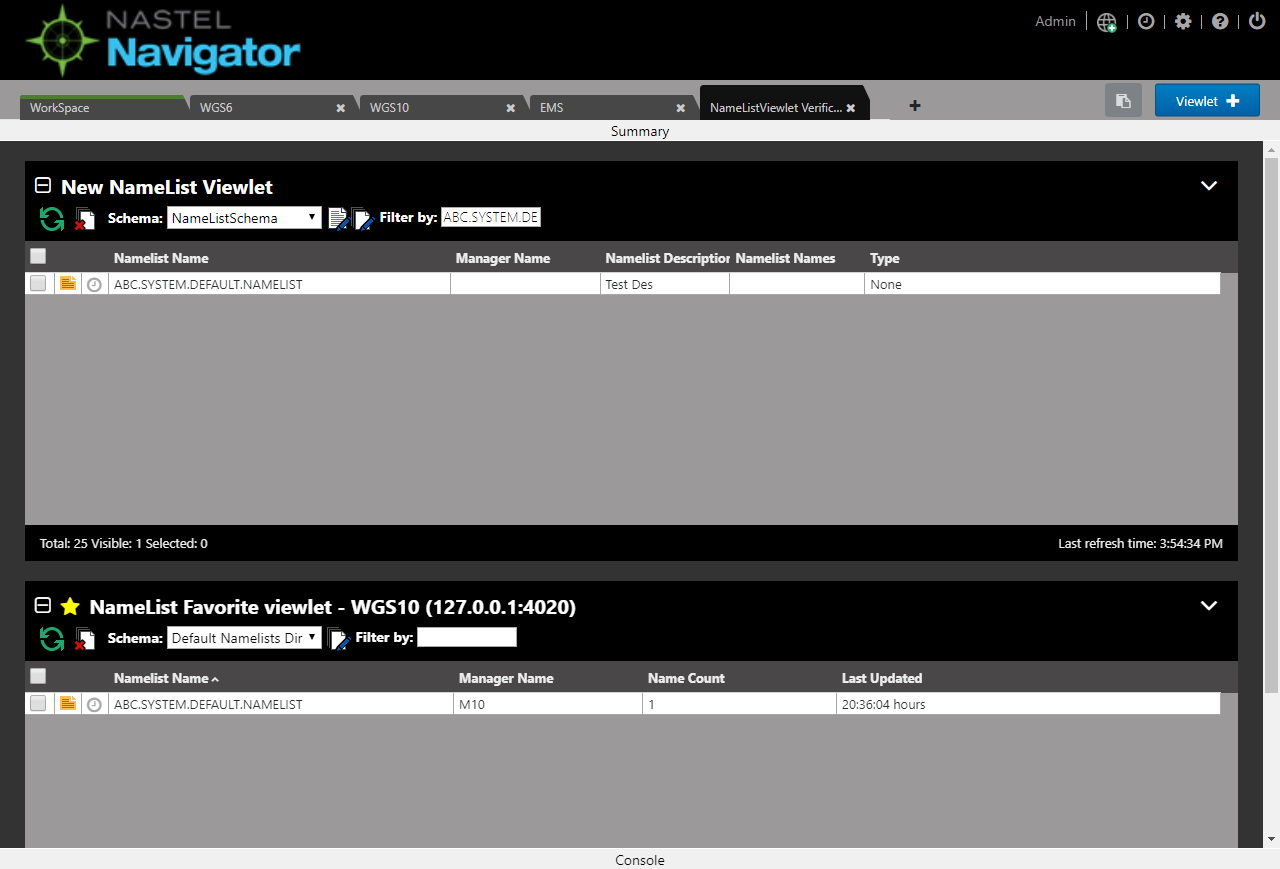 NASTEL
Navigator
Admin
WorkSpace WGS6 WGS10 EMS NameListViewlet Verific... Viewlet
Summary
New NameList Viewlet
Schema: NameListSchema Filter by: ABC.SYSTEM.DE
Namelist Name Manager Name Namelist Description Namelist Names Type
ABC.SYSTEM.DEFAULT.NAMELIST Test Des None
Total: 25 Visible: 1 Selected: 0 Last refresh time: 3:54:34 PM
NameList Favorite viewlet - WGS10 (127.0.0.1:4020)
Schema: Default Namelists Dir Filter by:
Namelist Name Manager Name Name Count Last Updated
ABC.SYSTEM.DEFAULT.NAMELIST M10 1 20:36:04 hours
Console